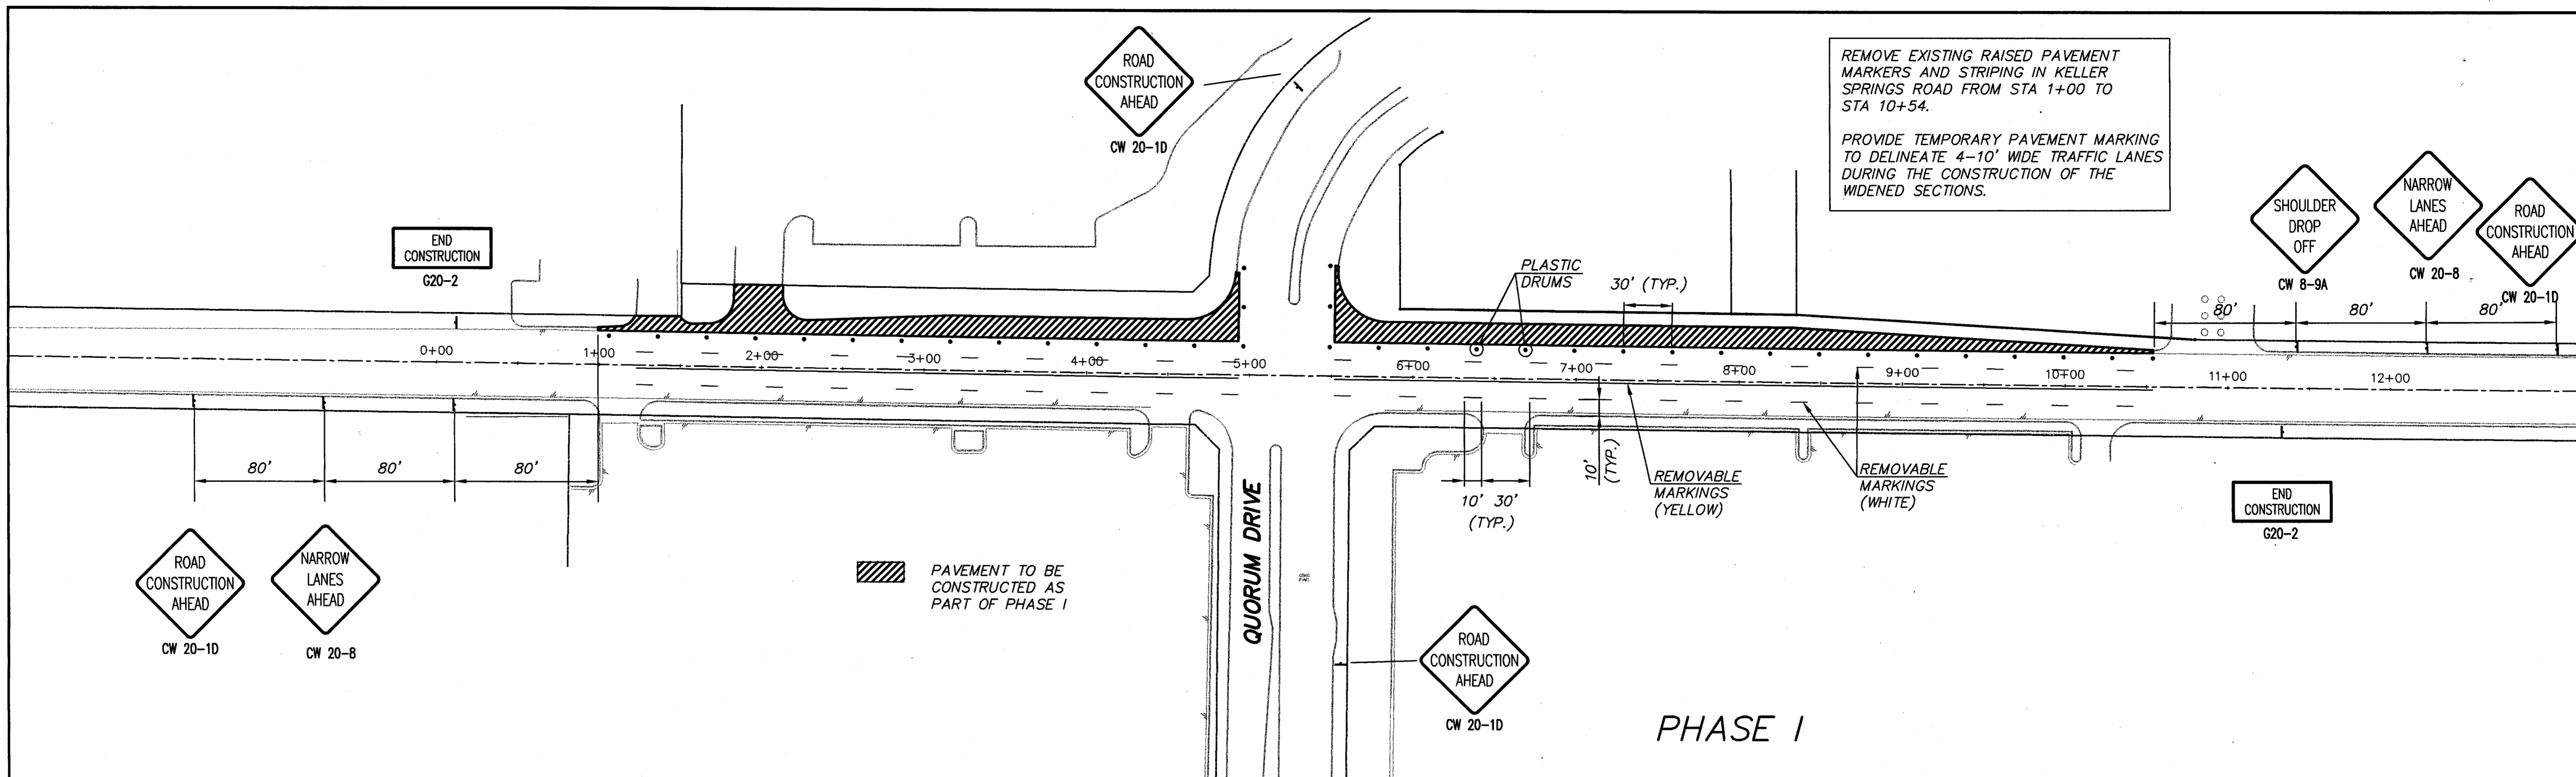 ROAD
CONSTRUCTION
AHEAD
CW 20-1D
REMOVE EXISTING RAISED PAVEMENT
MARKERS AND STRIPING IN KELLER
SPRINGS ROAD FROM STA 1+00 TO
STA 10+54.
PROVIDE TEMPORARY PAVEMENT MARKING
TO DELINEATE 4-10' WIDE TRAFFIC LANES
DURING THE CONSTRUCTION OF THE
WIDENED SECTIONS.
SHOULDER
DROP
OFF
CW 8-9A
NARROW
LANES
AHEAD
CW 20-8
ROAD
CONSTRUCTION
AHEAD
CW 20-1D
END
CONSTRUCTION
G20-2
PLASTIC
DRUMS
30' (TYP.)
80'
80'
80'
0+00
1+00
2+00
3+00
4+00
5+00
6+00
7+00
8+00
9+00
10+00
11+00
12+00
80'
80'
80'
10' 30'
(TYP.)
10'
(TYP.)
REMOVABLE
MARKINGS
(YELLOW)
REMOVABLE
MARKINGS
(WHITE)
END
CONSTRUCTION
G20-2
ROAD
CONSTRUCTION
AHEAD
CW 20-1D
NARROW
LANES
AHEAD
CW 20-8
PAVEMENT TO BE
CONSTRUCTED AS
PART OF PHASE I
QUORUM DRIVE
ROAD
CONSTRUCTION
AHEAD
CW 20-1D
PHASE I